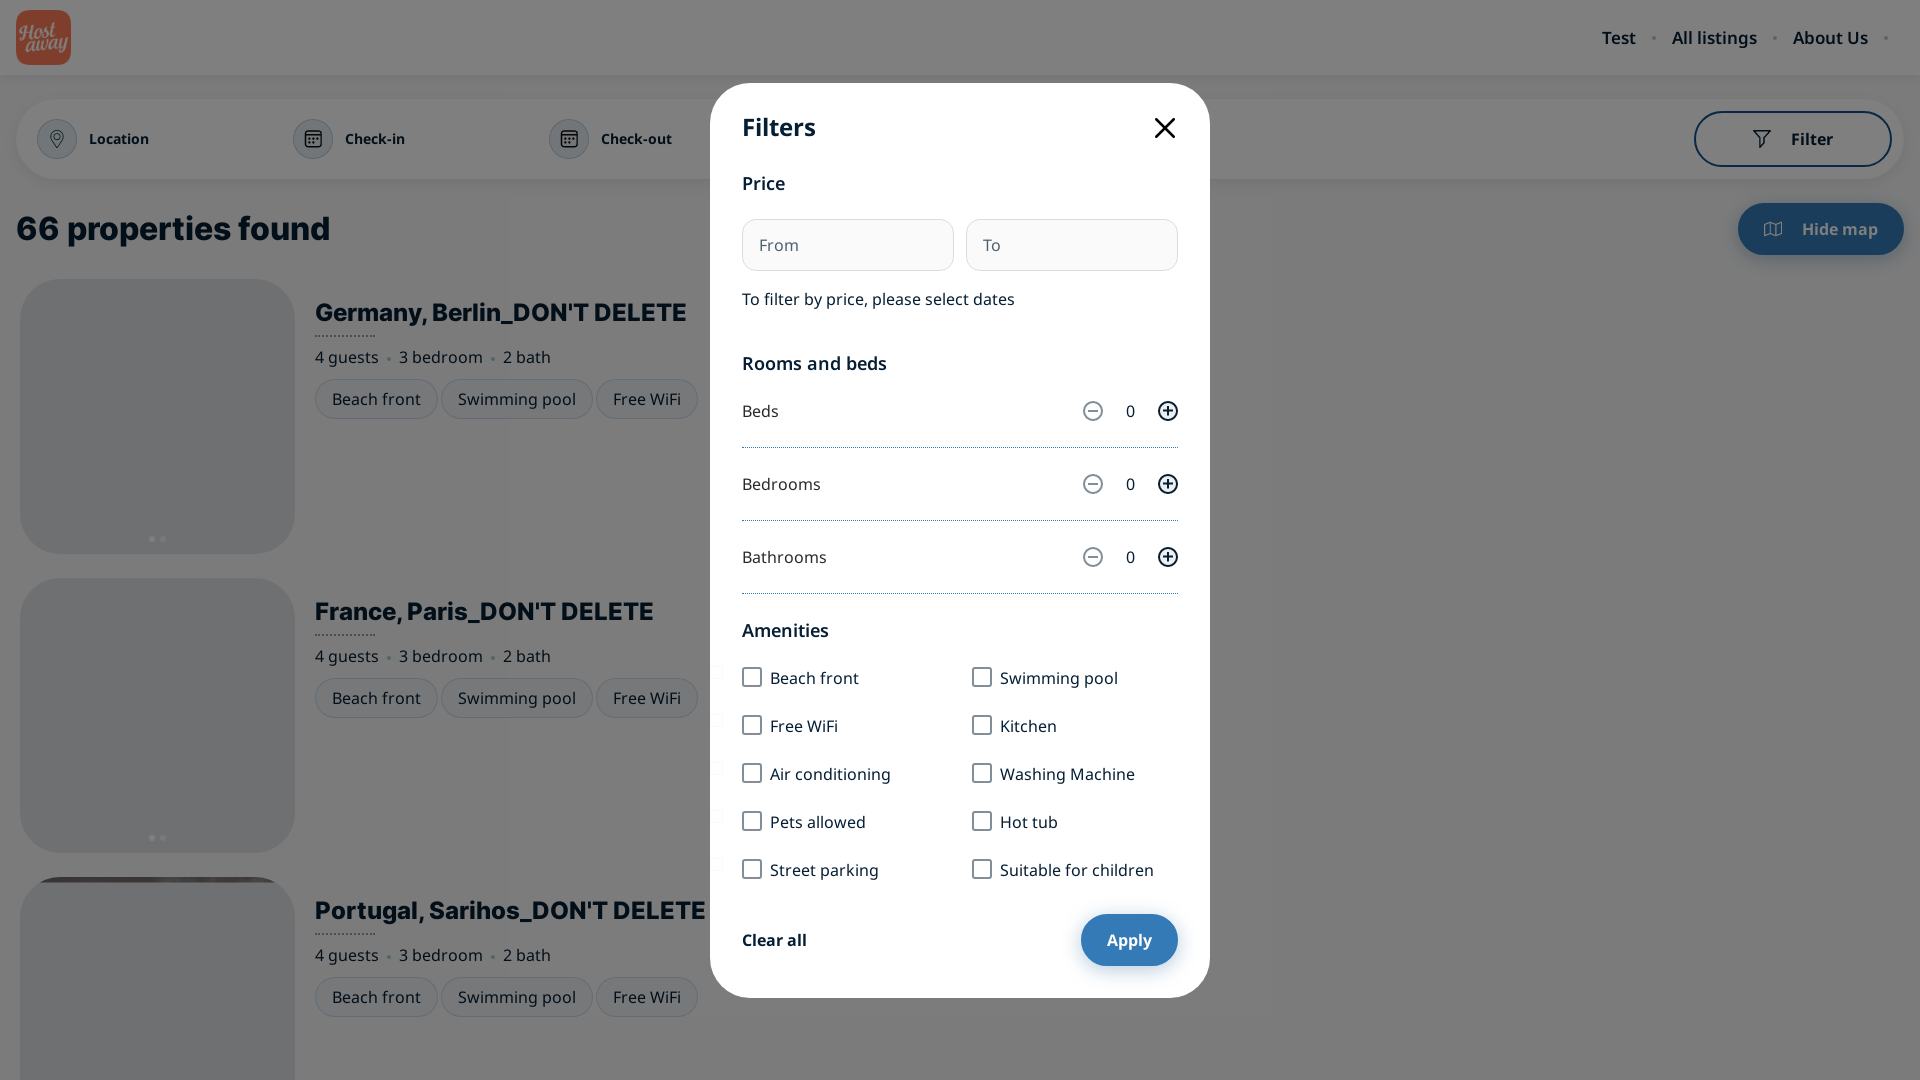 Host away
Test
All listings
About Us
Location
Check-in
Check-out
Filter
66 properties found
Hide map
Germany, Berlin_DON'T DELETE
4 guests 3 bedroom 2 bath
Beach front Swimming pool Free WiFi
France, Paris_DON'T DELETE
4 guests 3 bedroom 2 bath
Beach front Swimming pool Free WiFi
Portugal, Sarihos_DON'T DELETE
4 guests 3 bedroom 2 bath
Beach front Swimming pool Free WiFi
Filters
Price
From
To
To filter by price, please select dates
Rooms and beds
Beds 0
Bedrooms 0
Bathrooms 0
Amenities
Beach front Swimming pool
Free WiFi Kitchen
Air conditioning Washing Machine
Pets allowed Hot tub
Street parking Suitable for children
Clear all
Apply